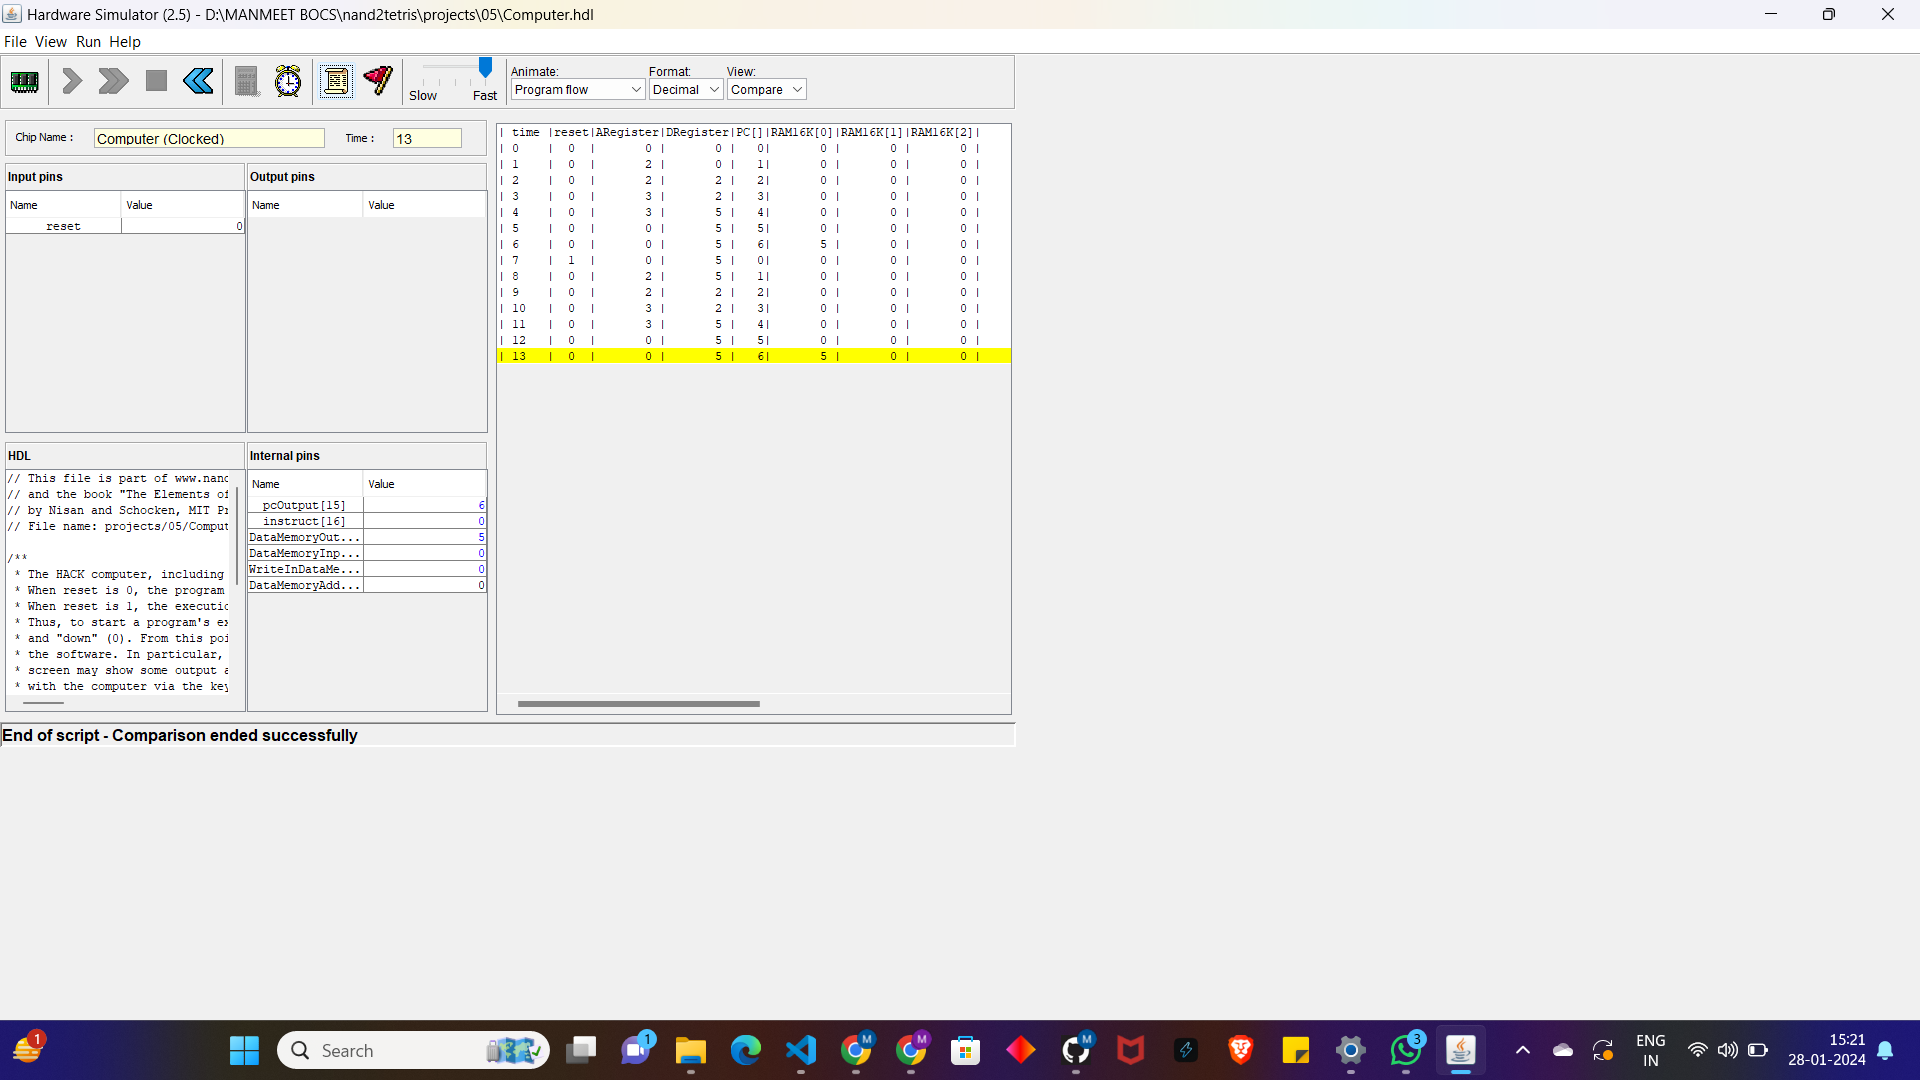 Hardware Simulator (2.5) - D:\MANMEET BOCS\nand2tetris\projects\05\Computer.hdl
File View Run Help
Slow Fast
Animate: Format: View:
Program flow Decimal Compare
Chip Name : Computer (Clocked) Time : 13
Input pins
Name Value
reset 0
Output pins
Name Value
| time |reset|ARegister|DRegister|PC[]|RAM16K[0]|RAM16K[1]|RAM16K[2]|
| 0 | 0 | 0 | 0 | 0| 0 | 0 | 0 |
| 1 | 0 | 2 | 0 | 1| 0 | 0 | 0 |
| 2 | 0 | 2 | 2 | 2| 0 | 0 | 0 |
| 3 | 0 | 3 | 2 | 3| 0 | 0 | 0 |
| 4 | 0 | 3 | 5 | 4| 0 | 0 | 0 |
| 5 | 0 | 0 | 5 | 5| 0 | 0 | 0 |
| 6 | 0 | 0 | 5 | 6| 5 | 0 | 0 |
| 7 | 1 | 0 | 5 | 0| 0 | 0 | 0 |
| 8 | 0 | 2 | 5 | 1| 0 | 0 | 0 |
| 9 | 0 | 2 | 2 | 2| 0 | 0 | 0 |
| 10 | 0 | 3 | 2 | 3| 0 | 0 | 0 |
| 11 | 0 | 3 | 5 | 4| 0 | 0 | 0 |
| 12 | 0 | 0 | 5 | 5| 0 | 0 | 0 |
| 13 | 0 | 0 | 5 | 6| 5 | 0 | 0 |
HDL
// This file is part of www.nand
// and the book "The Elements of
// by Nisan and Schocken, MIT Pr
// File name: projects/05/Comput
/**
* The HACK computer, including
* When reset is 0, the program
* When reset is 1, the executio
* Thus, to start a program's ex
* and "down" (0). From this poi
* the software. In particular,
* screen may show some output a
* with the computer via the key
Internal pins
Name Value
pcOutput[15] 6
instruct[16] 0
DataMemoryOut... 5
DataMemoryInp... 0
WriteInDataMe... 0
DataMemoryAdd... 0
End of script - Comparison ended successfully
1
Search
1
M
M
M
3
ENG
IN
15:21
28-01-2024